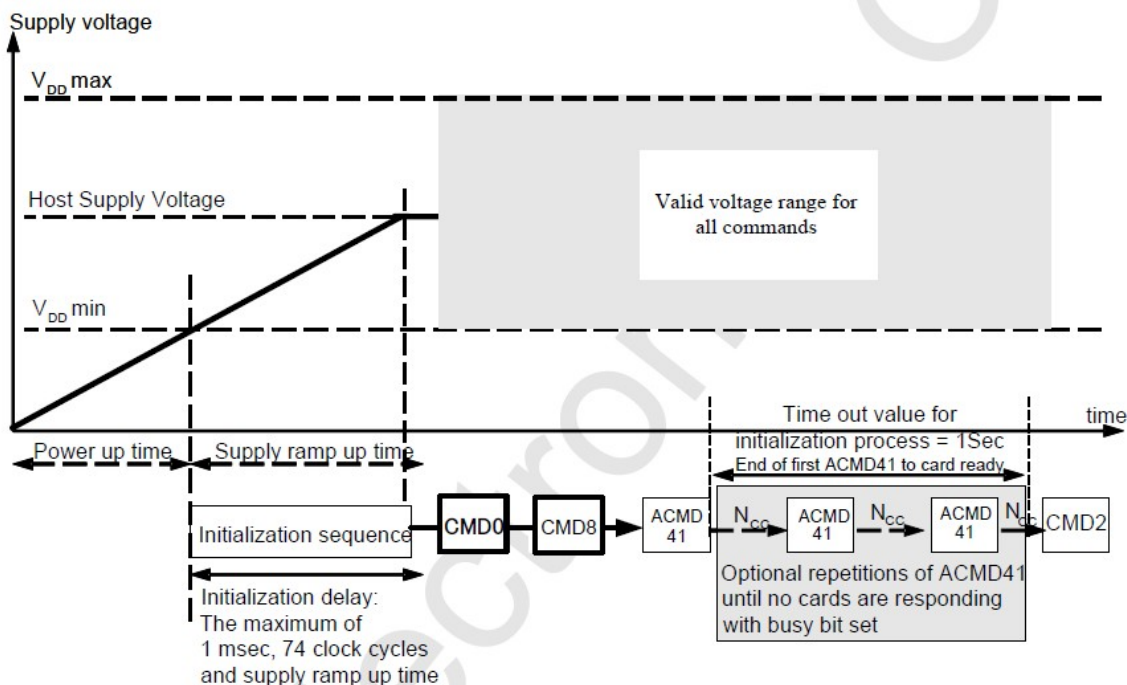 Supply voltage
VDD max
Host Supply Voltage
Valid voltage range for
all commands
VDD min
Time out value for
time
Power up time
Supply ramp up time
initialization process = 1Sec
End of first ACMD41 to card ready
Initialization sequence
CMD0
CMD8
ACMD
41
NCC
ACMD
41
NCC
ACMD
41
NCC
CMD2
Optional repetitions of ACMD41
until no cards are responding
with busy bit set
Initialization delay:
The maximum of
1 msec, 74 clock cycles
and supply ramp up time